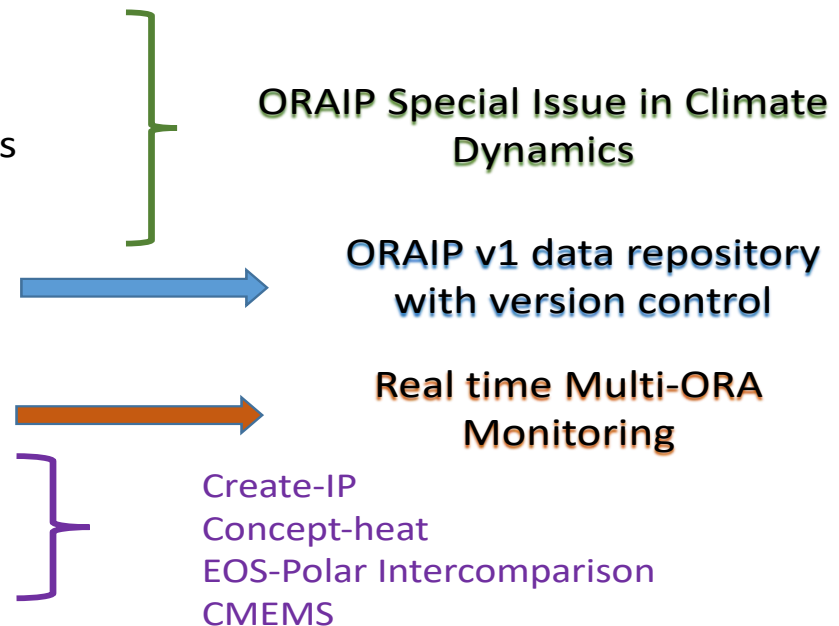 ORAIP Special Issue in Climate
s
Dynamics
ORAIP v1 data repository
with version control
Real time Multi-ORA
Monitoring
Create-IP
Concept-heat
EOS-Polar Intercomparison
CMEMS